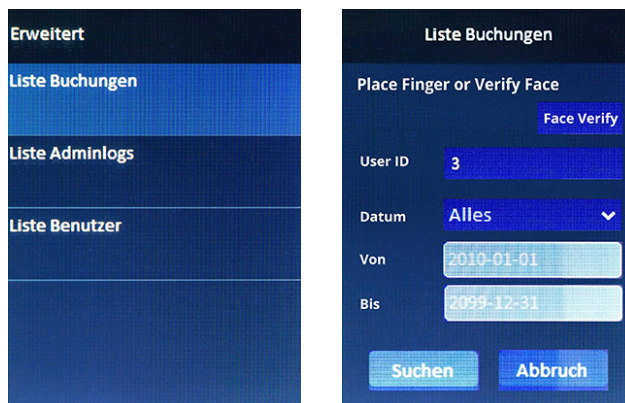 Erweitert
Liste Buchungen
Liste Adminlogs
Liste Benutzer
Liste Buchungen
Place Finger or Verify Face
Face Verify
User ID
3
Datum
Alles
Von
2010-01-01
Bis
2099-12-31
Suchen
Abbruch